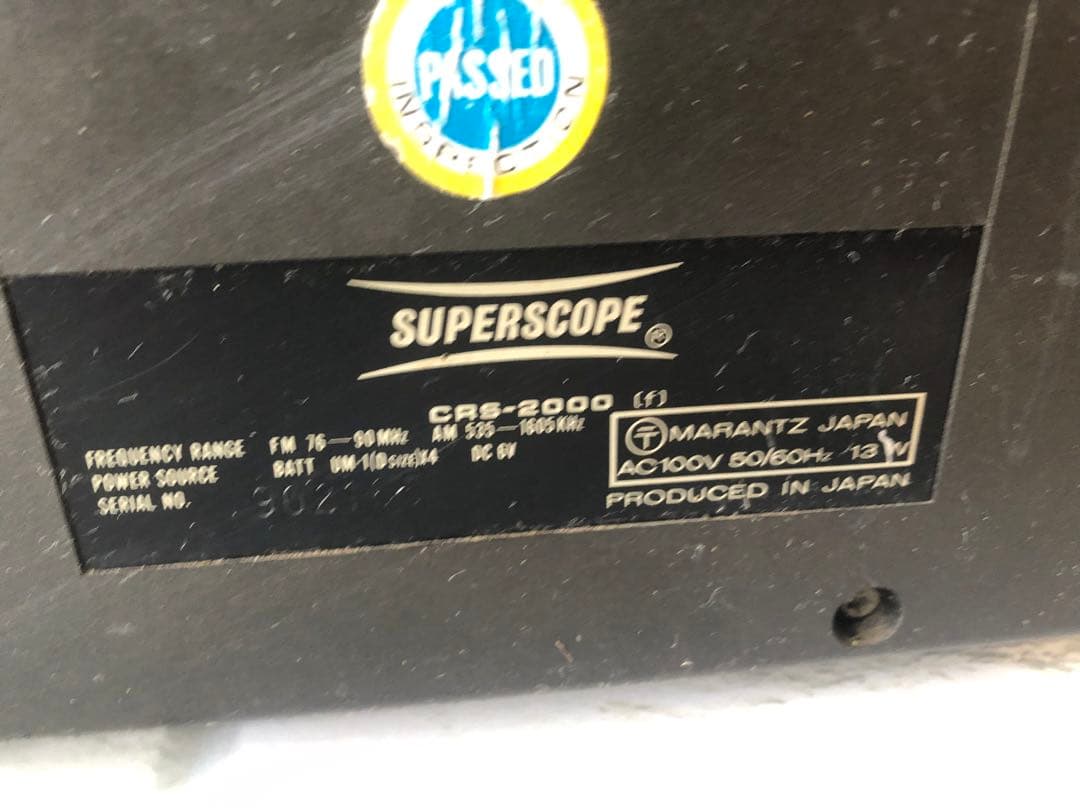 PASSED
INSPECTION
SUPERSCOPE®
CRS-2000 (f)
FREQUENCY RANGE FM 76—90MHz AM 535—1605KHz
POWER SOURCE BATT UM-1(D SIZE)X4 DC 6V
SERIAL NO.
T MARANTZ JAPAN
AC100V 50/60Hz 13W
PRODUCED IN JAPAN